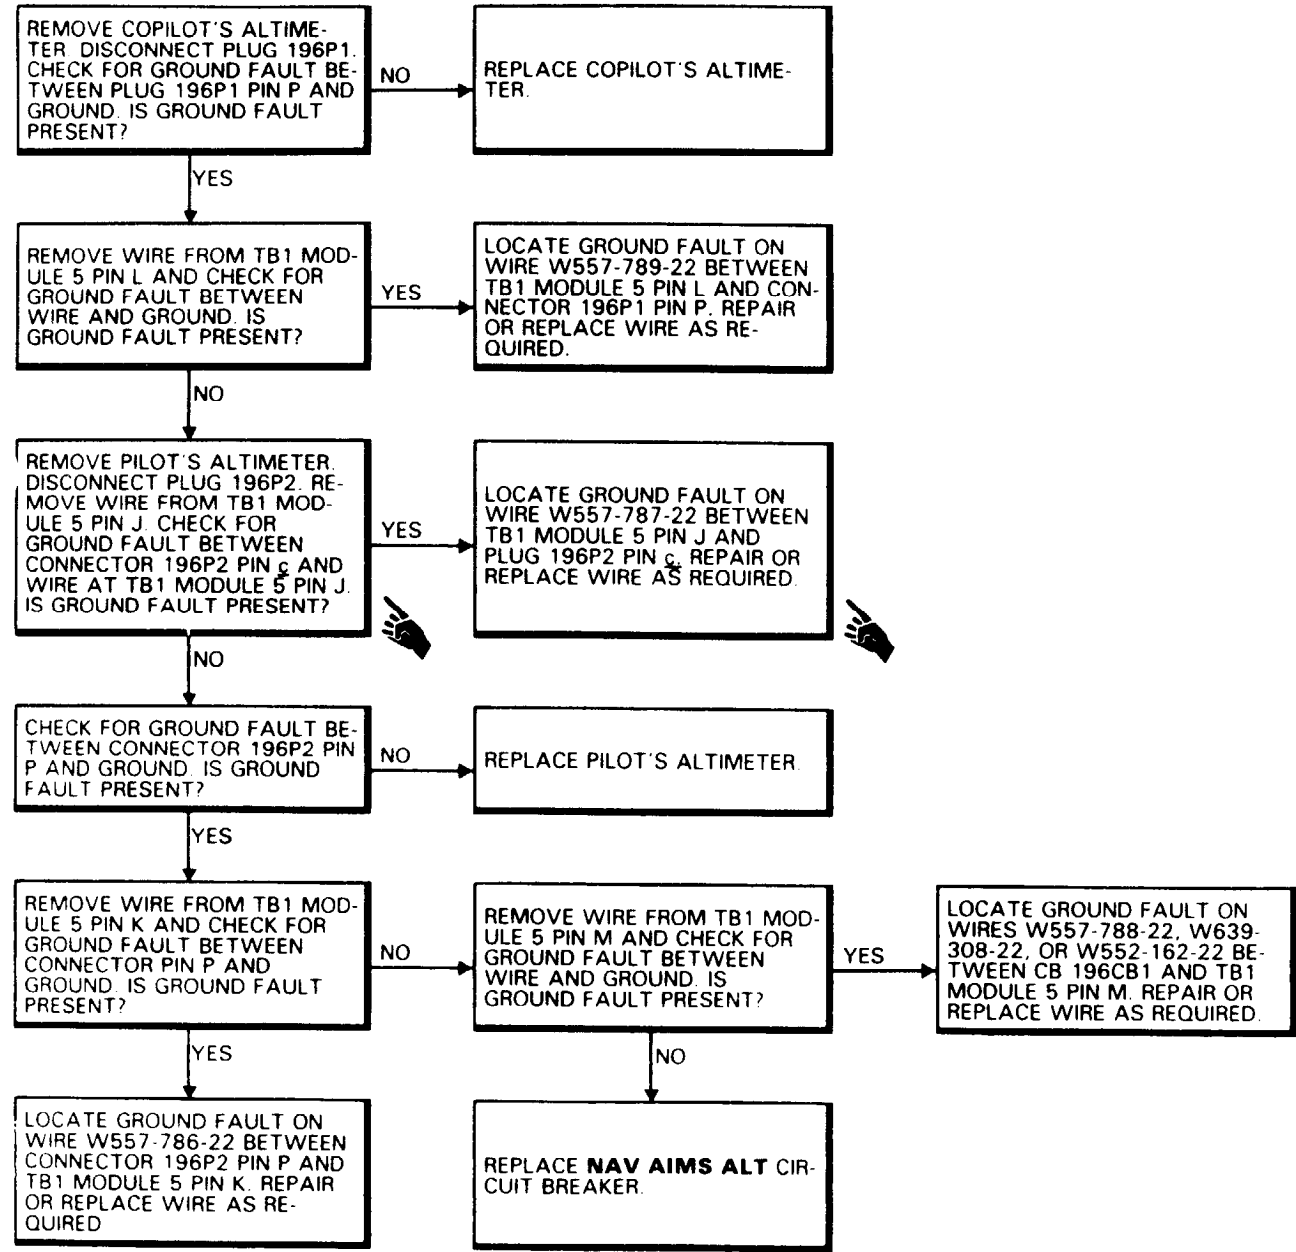 REMOVE COPILOT'S ALTIME-
TER. DISCONNECT PLUG 196P1.
CHECK FOR GROUND FAULT BE-
TWEEN PLUG 196P1 PIN P AND
GROUND. IS GROUND FAULT
PRESENT?
NO
REPLACE COPILOT'S ALTIME-
TER.
YES
REMOVE WIRE FROM TB1 MOD-
ULE 5 PIN L AND CHECK FOR
GROUND FAULT BETWEEN
WIRE AND GROUND. IS
GROUND FAULT PRESENT?
YES
LOCATE GROUND FAULT ON
WIRE W557-789-22 BETWEEN
TB1 MODULE 5 PIN L AND CON-
NECTOR 196P1 PIN P. REPAIR
OR REPLACE WIRE AS RE-
QUIRED.
NO
REMOVE PILOT'S ALTIMETER.
DISCONNECT PLUG 196P2. RE-
MOVE WIRE FROM TB1 MOD-
ULE 5 PIN J. CHECK FOR
GROUND FAULT BETWEEN
CONNECTOR 196P2 PIN c AND
WIRE AT TB1 MODULE 5 PIN J.
IS GROUND FAULT PRESENT?
YES
LOCATE GROUND FAULT ON
WIRE W557-787-22 BETWEEN
TB1 MODULE 5 PIN J AND
PLUG 196P2 PIN c. REPAIR OR
REPLACE WIRE AS REQUIRED.
NO
CHECK FOR GROUND FAULT BE-
TWEEN CONNECTOR 196P2 PIN
P AND GROUND. IS GROUND
FAULT PRESENT?
NO
REPLACE PILOT'S ALTIMETER.
YES
REMOVE WIRE FROM TB1 MOD-
ULE 5 PIN K AND CHECK FOR
GROUND FAULT BETWEEN
CONNECTOR PIN P AND
GROUND. IS GROUND FAULT
PRESENT?
NO
REMOVE WIRE FROM TB1 MOD-
ULE 5 PIN M AND CHECK FOR
GROUND FAULT BETWEEN
WIRE AND GROUND. IS
GROUND FAULT PRESENT?
YES
LOCATE GROUND FAULT ON
WIRES W557-788-22, W639-
308-22, OR W552-162-22 BE-
TWEEN CB 196CB1 AND TB1
MODULE 5 PIN M. REPAIR OR
REPLACE WIRE AS REQUIRED.
YES
NO
LOCATE GROUND FAULT ON
WIRE W557-786-22 BETWEEN
CONNECTOR 196P2 PIN P AND
TB1 MODULE 5 PIN K. REPAIR
OR REPLACE WIRE AS RE-
QUIRED
REPLACE NAV AIMS ALT CIR-
CUIT BREAKER.